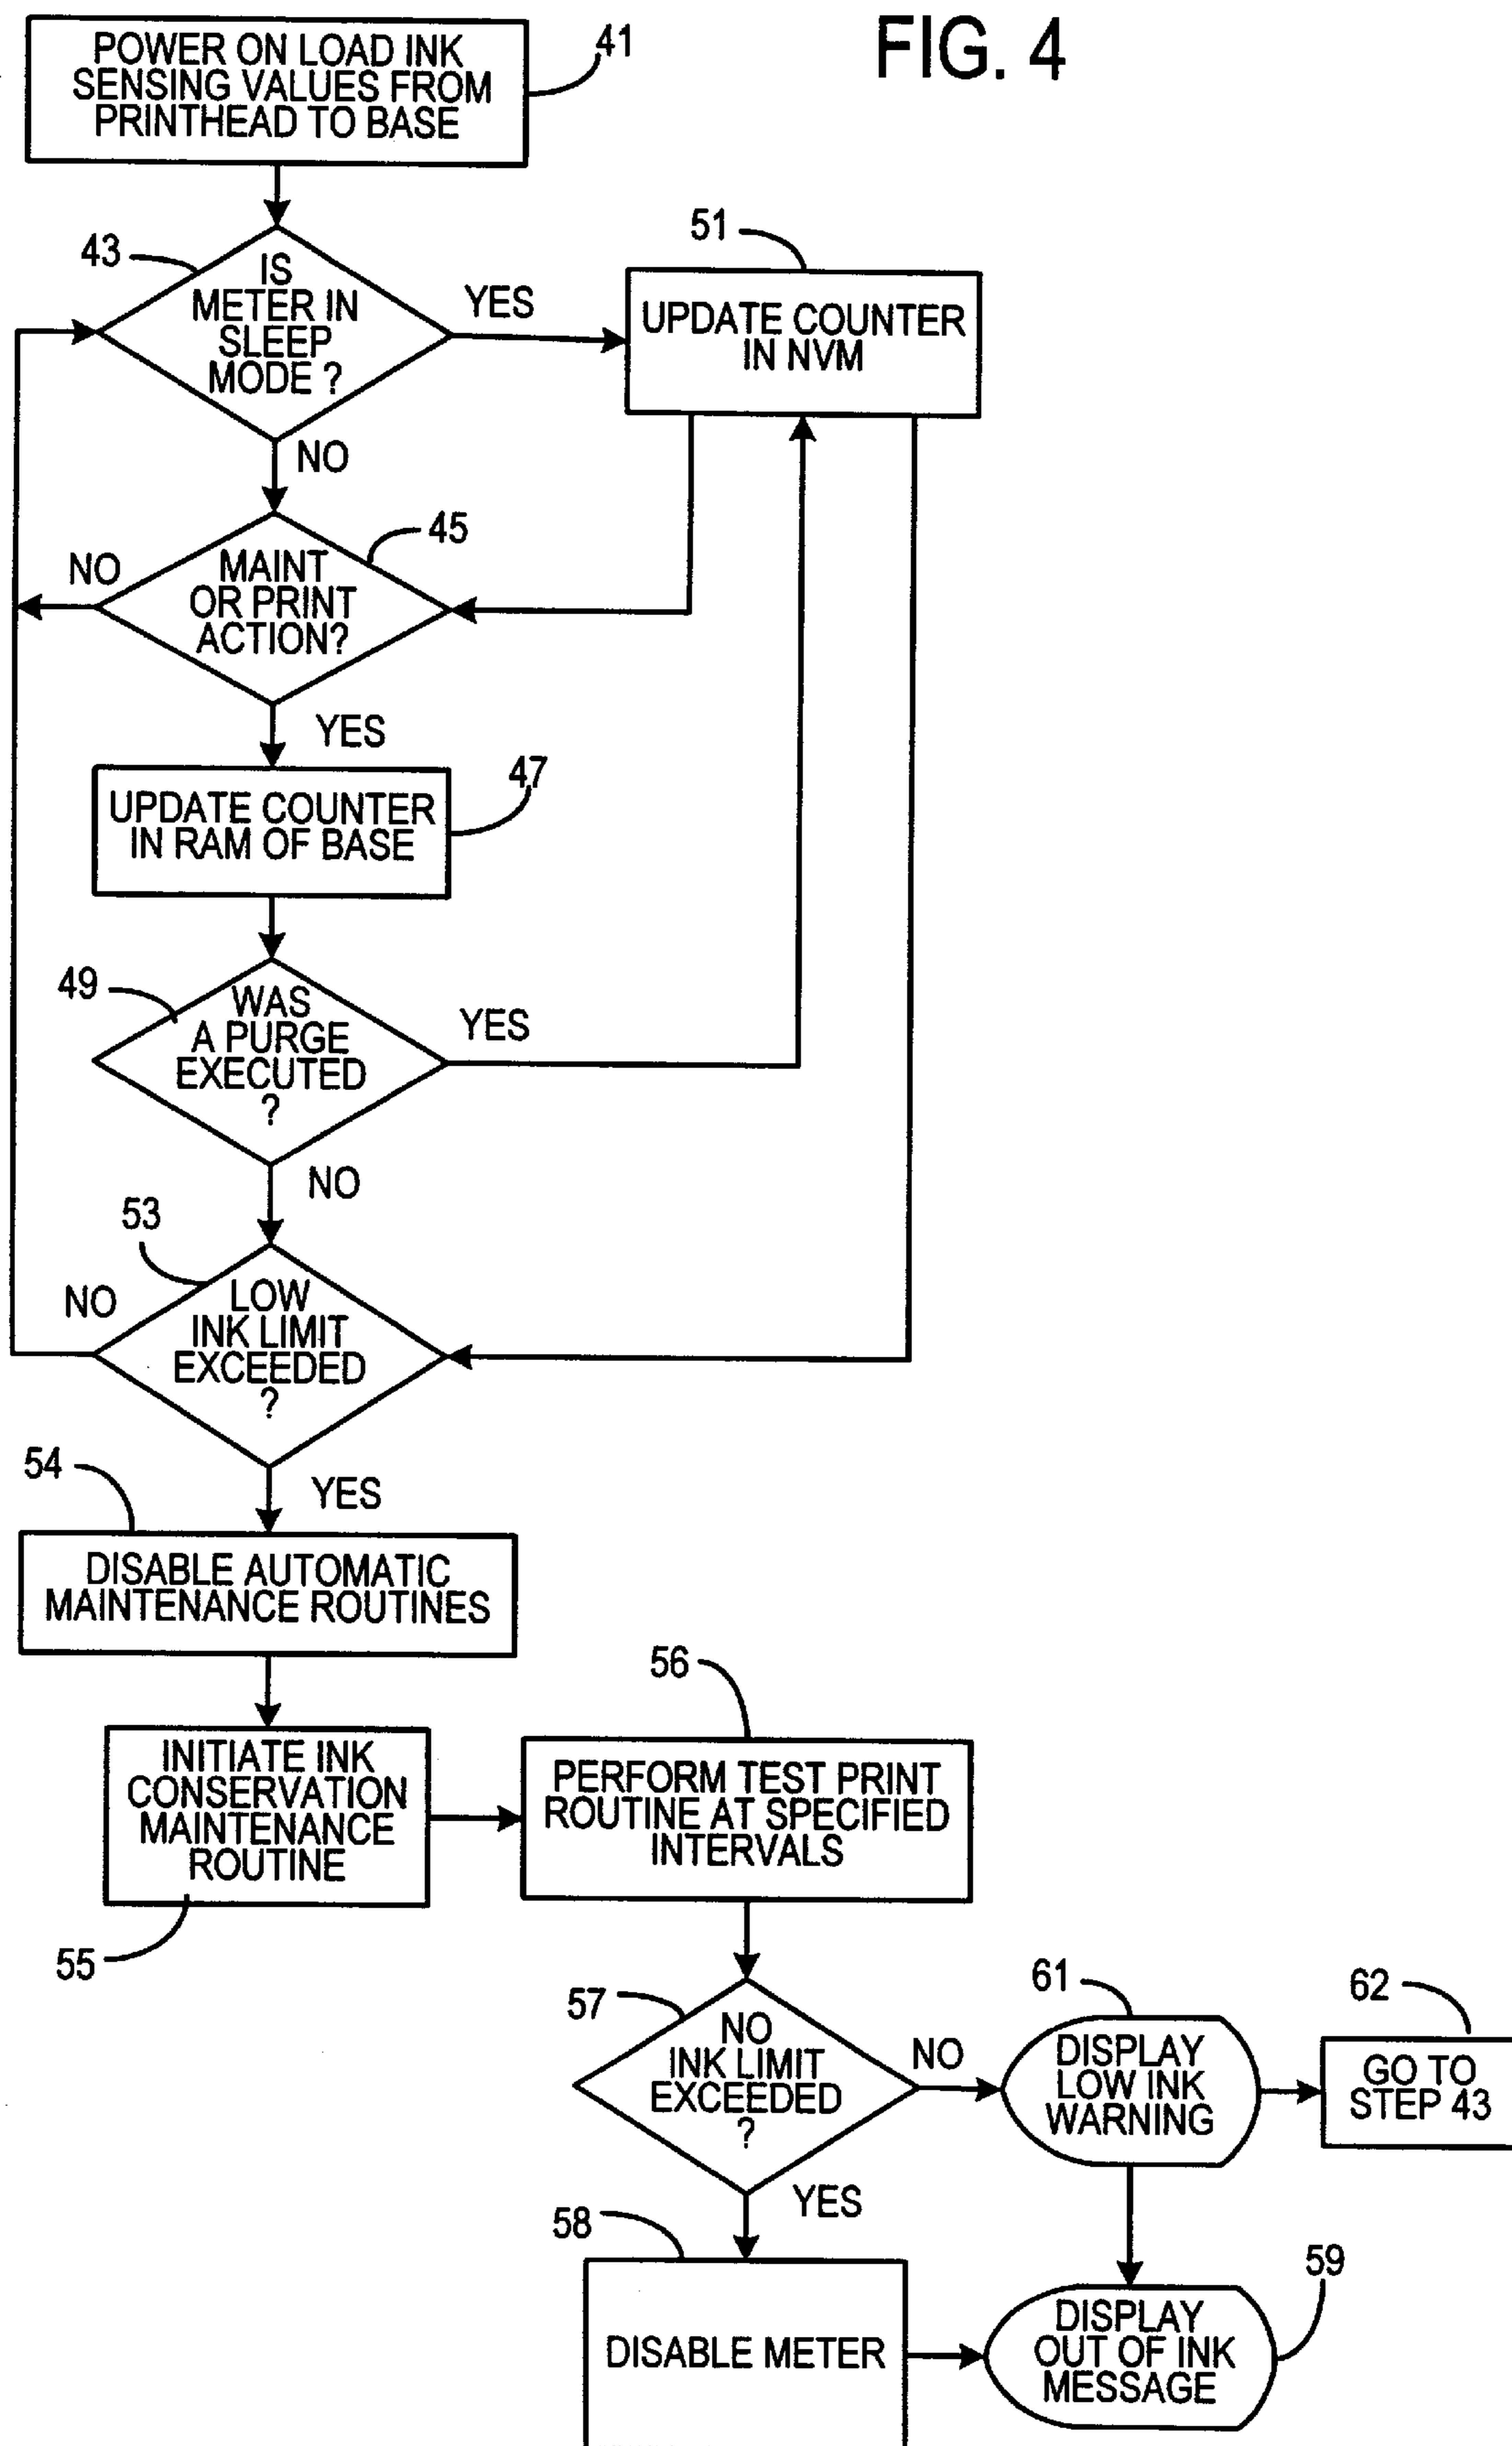 FIG. 4
POWER ON LOAD INK
SENSING VALUES FROM
PRINTHEAD TO BASE
41
43
IS
METER IN
SLEEP
MODE ?
YES
51
UPDATE COUNTER
IN NVM
NO
45
NO
MAINT
OR PRINT
ACTION?
YES
47
UPDATE COUNTER
IN RAM OF BASE
49
WAS
A PURGE
EXECUTED
?
YES
NO
53
NO
LOW
INK LIMIT
EXCEEDED
?
54
YES
DISABLE AUTOMATIC
MAINTENANCE ROUTINES
INITIATE INK
CONSERVATION
MAINTENANCE
ROUTINE
55
56
PERFORM TEST PRINT
ROUTINE AT SPECIFIED
INTERVALS
57
NO
INK LIMIT
EXCEEDED
?
NO
61
DISPLAY
LOW INK
WARNING
62
GO TO
STEP 43
YES
58
DISABLE METER
59
DISPLAY
OUT OF INK
MESSAGE